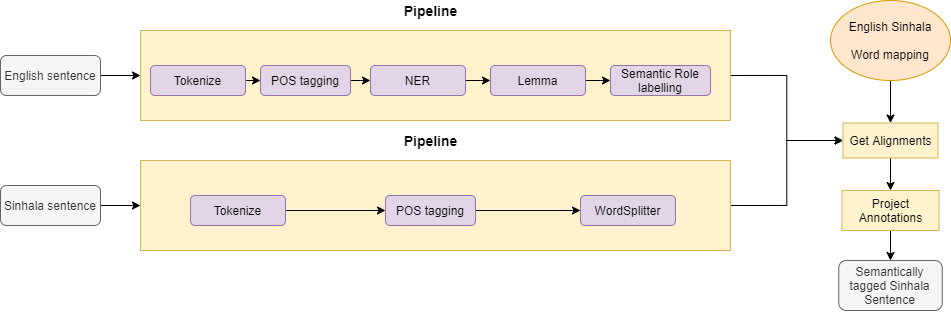 Pipeline
English sentence
Tokenize
POS tagging
NER
Lemma
Semantic Role
labelling
Pipeline
Sinhala sentence
Tokenize
POS tagging
WordSplitter
English Sinhala
Word mapping
Get Alignments
Project
Annotations
Semantically
tagged Sinhala
Sentence